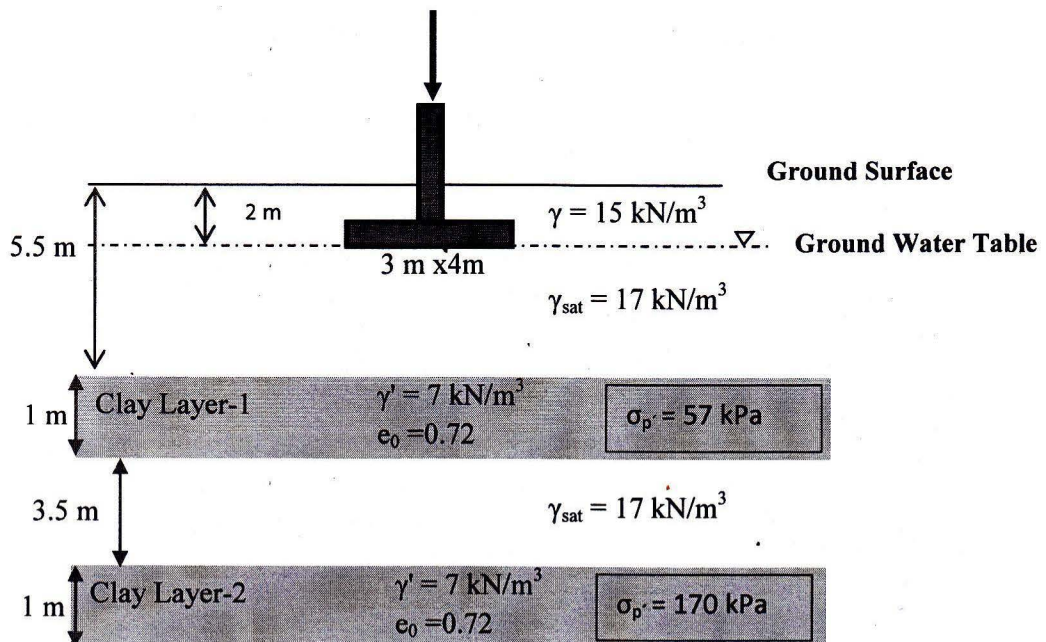 Ground Surface
2 m
γ = 15 kN/m³
5.5 m
Ground Water Table
3 m x4m
γsat = 17 kN/m³
Clay Layer-1
γ' = 7 kN/m³
1 m
e₀ =0.72
σp′ = 57 kPa
3.5 m
γsat = 17 kN/m³
Clay Layer-2
γ' = 7 kN/m³
1 m
e₀ =0.72
σp′ = 170 kPa